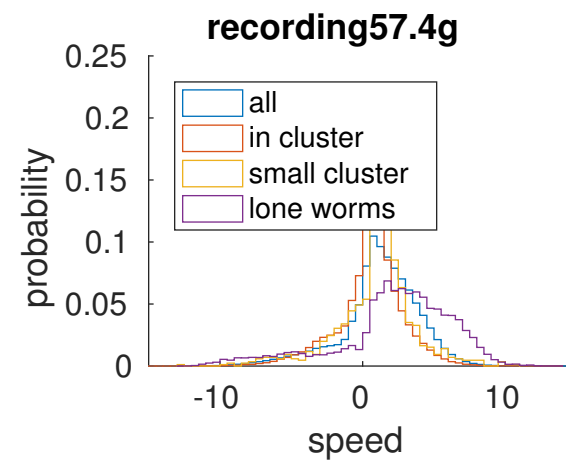 recording57.4g
0.25
0.2
0.15
0.1
0.05
0
probability
all
in cluster
small cluster
lone worms
-10
0
10
speed